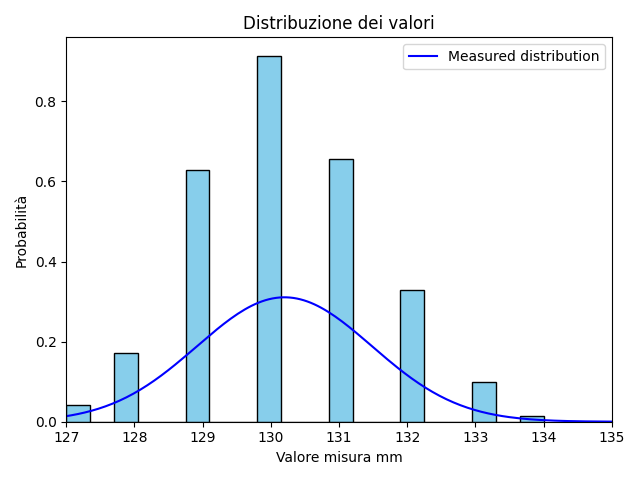 Distribuzione dei valori
Measured distribution
Probabilità
0.8
0.6
0.4
0.2
0.0
127 128 129 130 131 132 133 134 135
Valore misura mm